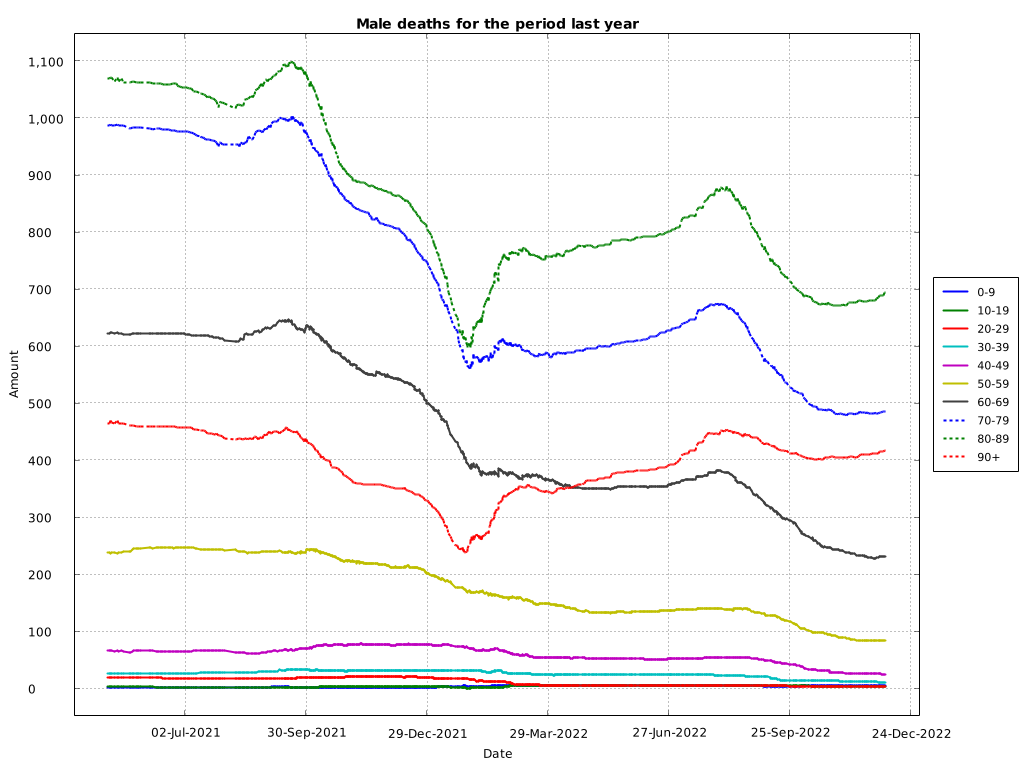 Male deaths for the period last year
1,100
1,000
900
800
700
600
500
400
300
200
100
0
Amount
02-Jul-2021
30-Sep-2021
29-Dec-2021
29-Mar-2022
27-Jun-2022
25-Sep-2022
24-Dec-2022
Date
0-9
10-19
20-29
30-39
40-49
50-59
60-69
70-79
80-89
90+